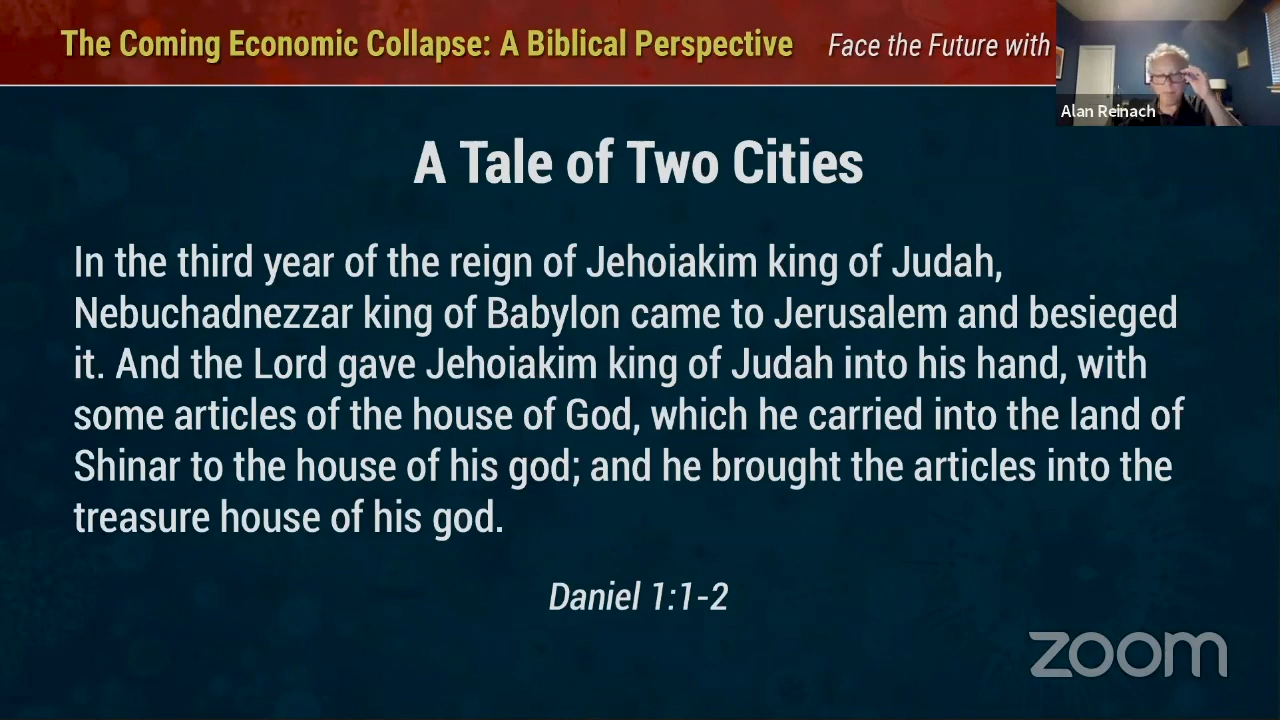 The Coming Economic Collapse: A Biblical Perspective Face the Future with
Alan Reinach
A Tale of Two Cities
In the third year of the reign of Jehoiakim king of Judah,
Nebuchadnezzar king of Babylon came to Jerusalem and besieged
it. And the Lord gave Jehoiakim king of Judah into his hand, with
some articles of the house of God, which he carried into the land of
Shinar to the house of his god; and he brought the articles into the
treasure house of his god.
Daniel 1:1-2
zoom